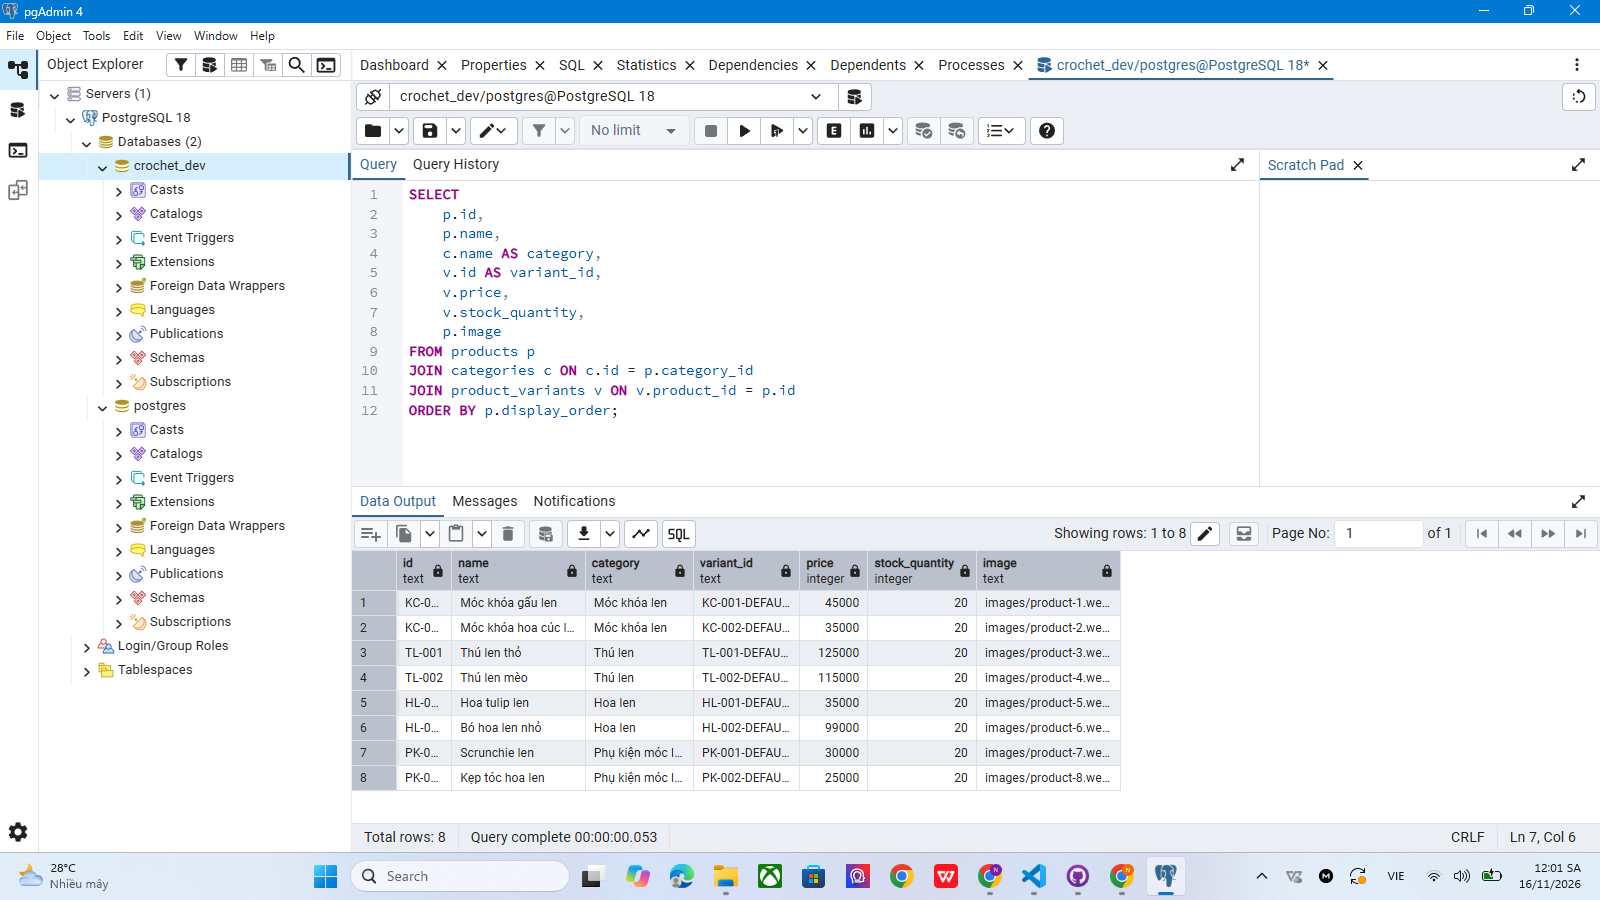 pgAdmin 4
File Object Tools Edit View Window Help
Object Explorer
Dashboard Properties SQL Statistics Dependencies Dependents Processes crochet_dev/postgres@PostgreSQL 18*
Servers (1)
PostgreSQL 18
Databases (2)
crochet_dev
Casts
Catalogs
Event Triggers
Extensions
Foreign Data Wrappers
Languages
Publications
Schemas
Subscriptions
postgres
Casts
Catalogs
Event Triggers
Extensions
Foreign Data Wrappers
Languages
Publications
Schemas
Subscriptions
Login/Group Roles
Tablespaces
crochet_dev/postgres@PostgreSQL 18
No limit
E
Query Query History
Scratch Pad
1 SELECT
2 p.id,
3 p.name,
4 c.name AS category,
5 v.id AS variant_id,
6 v.price,
7 v.stock_quantity,
8 p.image
9 FROM products p
10 JOIN categories c ON c.id = p.category_id
11 JOIN product_variants v ON v.product_id = p.id
12 ORDER BY p.display_order;
Data Output Messages Notifications
SQL Showing rows: 1 to 8 Page No: 1 of 1
id name category variant_id price stock_quantity image
text text text text integer integer text
1 KC-0... Móc khóa gấu len Móc khóa len KC-001-DEFAU... 45000 20 images/product-1.we...
2 KC-0... Móc khóa hoa cúc l... Móc khóa len KC-002-DEFAU... 35000 20 images/product-2.we...
3 TL-001 Thú len thỏ Thú len TL-001-DEFAU... 125000 20 images/product-3.we...
4 TL-002 Thú len mèo Thú len TL-002-DEFAU... 115000 20 images/product-4.we...
5 HL-0... Hoa tulip len Hoa len HL-001-DEFAU... 35000 20 images/product-5.we...
6 HL-0... Bó hoa len nhỏ Hoa len HL-002-DEFAU... 99000 20 images/product-6.we...
7 PK-0... Scrunchie len Phụ kiện móc l... PK-001-DEFAU... 30000 20 images/product-7.we...
8 PK-0... Kẹp tóc hoa len Phụ kiện móc l... PK-002-DEFAU... 25000 20 images/product-8.we...
Total rows: 8 Query complete 00:00:00.053 CRLF Ln 7, Col 6
28°C
Nhiều mây
Search
VIE
12:01 SA
16/11/2026